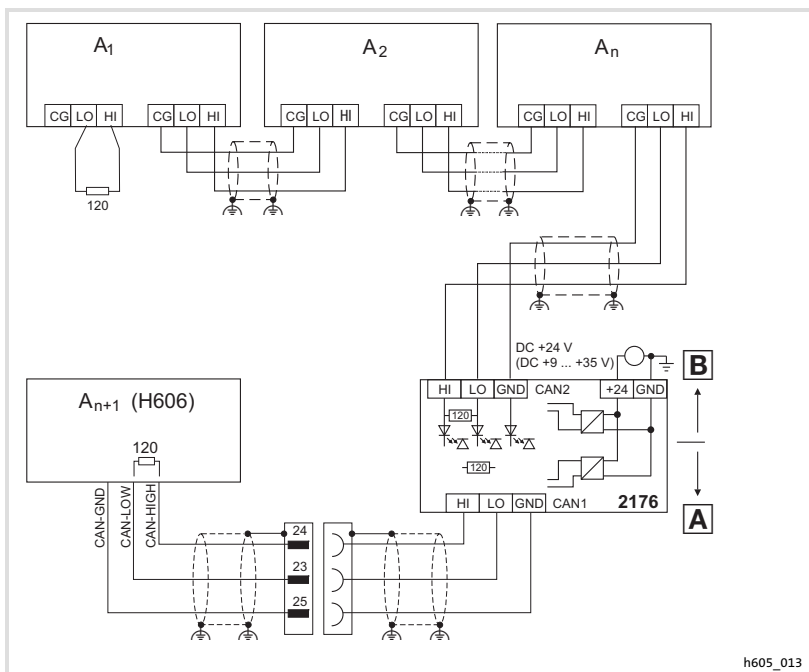 A1
A2
An
CG LO HI
CG LO HI
CG LO HI
CG LO HI
CG LO HI
CG LO HI
120
DC +24 V
(DC +9 ... +35 V)
B
HI LO GND CAN2 +24 GND
An+1 (H606)
120
120
120
CAN-GND
CAN-LOW
CAN-HIGH
HI LO GND CAN1 2176
A
24
23
25
h605_013